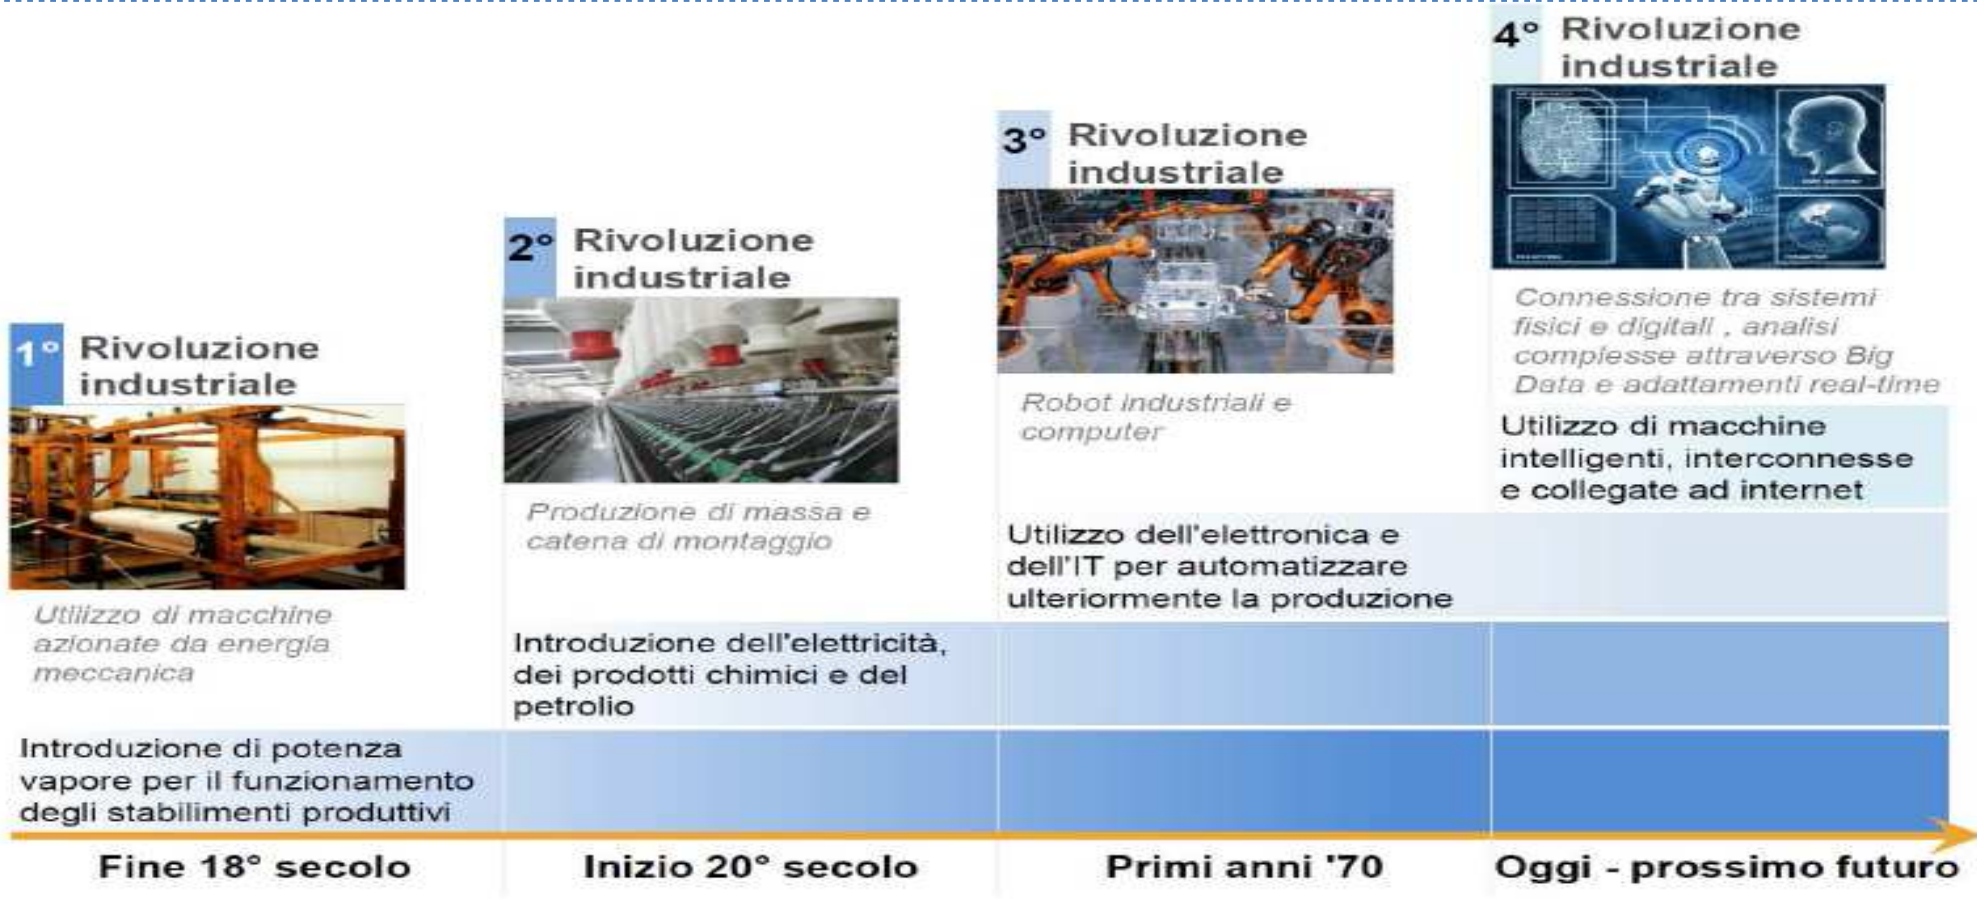 1° Rivoluzione
industriale
Utilizzo di macchine
azionate da energia
meccanica
Introduzione di potenza
vapore per il funzionamento
degli stabilimenti produttivi
Fine 18° secolo
2° Rivoluzione
industriale
Produzione di massa e
catena di montaggio
Introduzione dell'elettricità,
dei prodotti chimici e del
petrolio
Inizio 20° secolo
3° Rivoluzione
industriale
Robot industriali e
computer
Utilizzo dell'elettronica e
dell'IT per automatizzare
ulteriormente la produzione
Primi anni '70
4° Rivoluzione
industriale
Connessione tra sistemi
fisici e digitali , analisi
complesse attraverso Big
Data e adattamenti real-time
Utilizzo di macchine
intelligenti, interconnesse
e collegate ad internet
Oggi - prossimo futuro